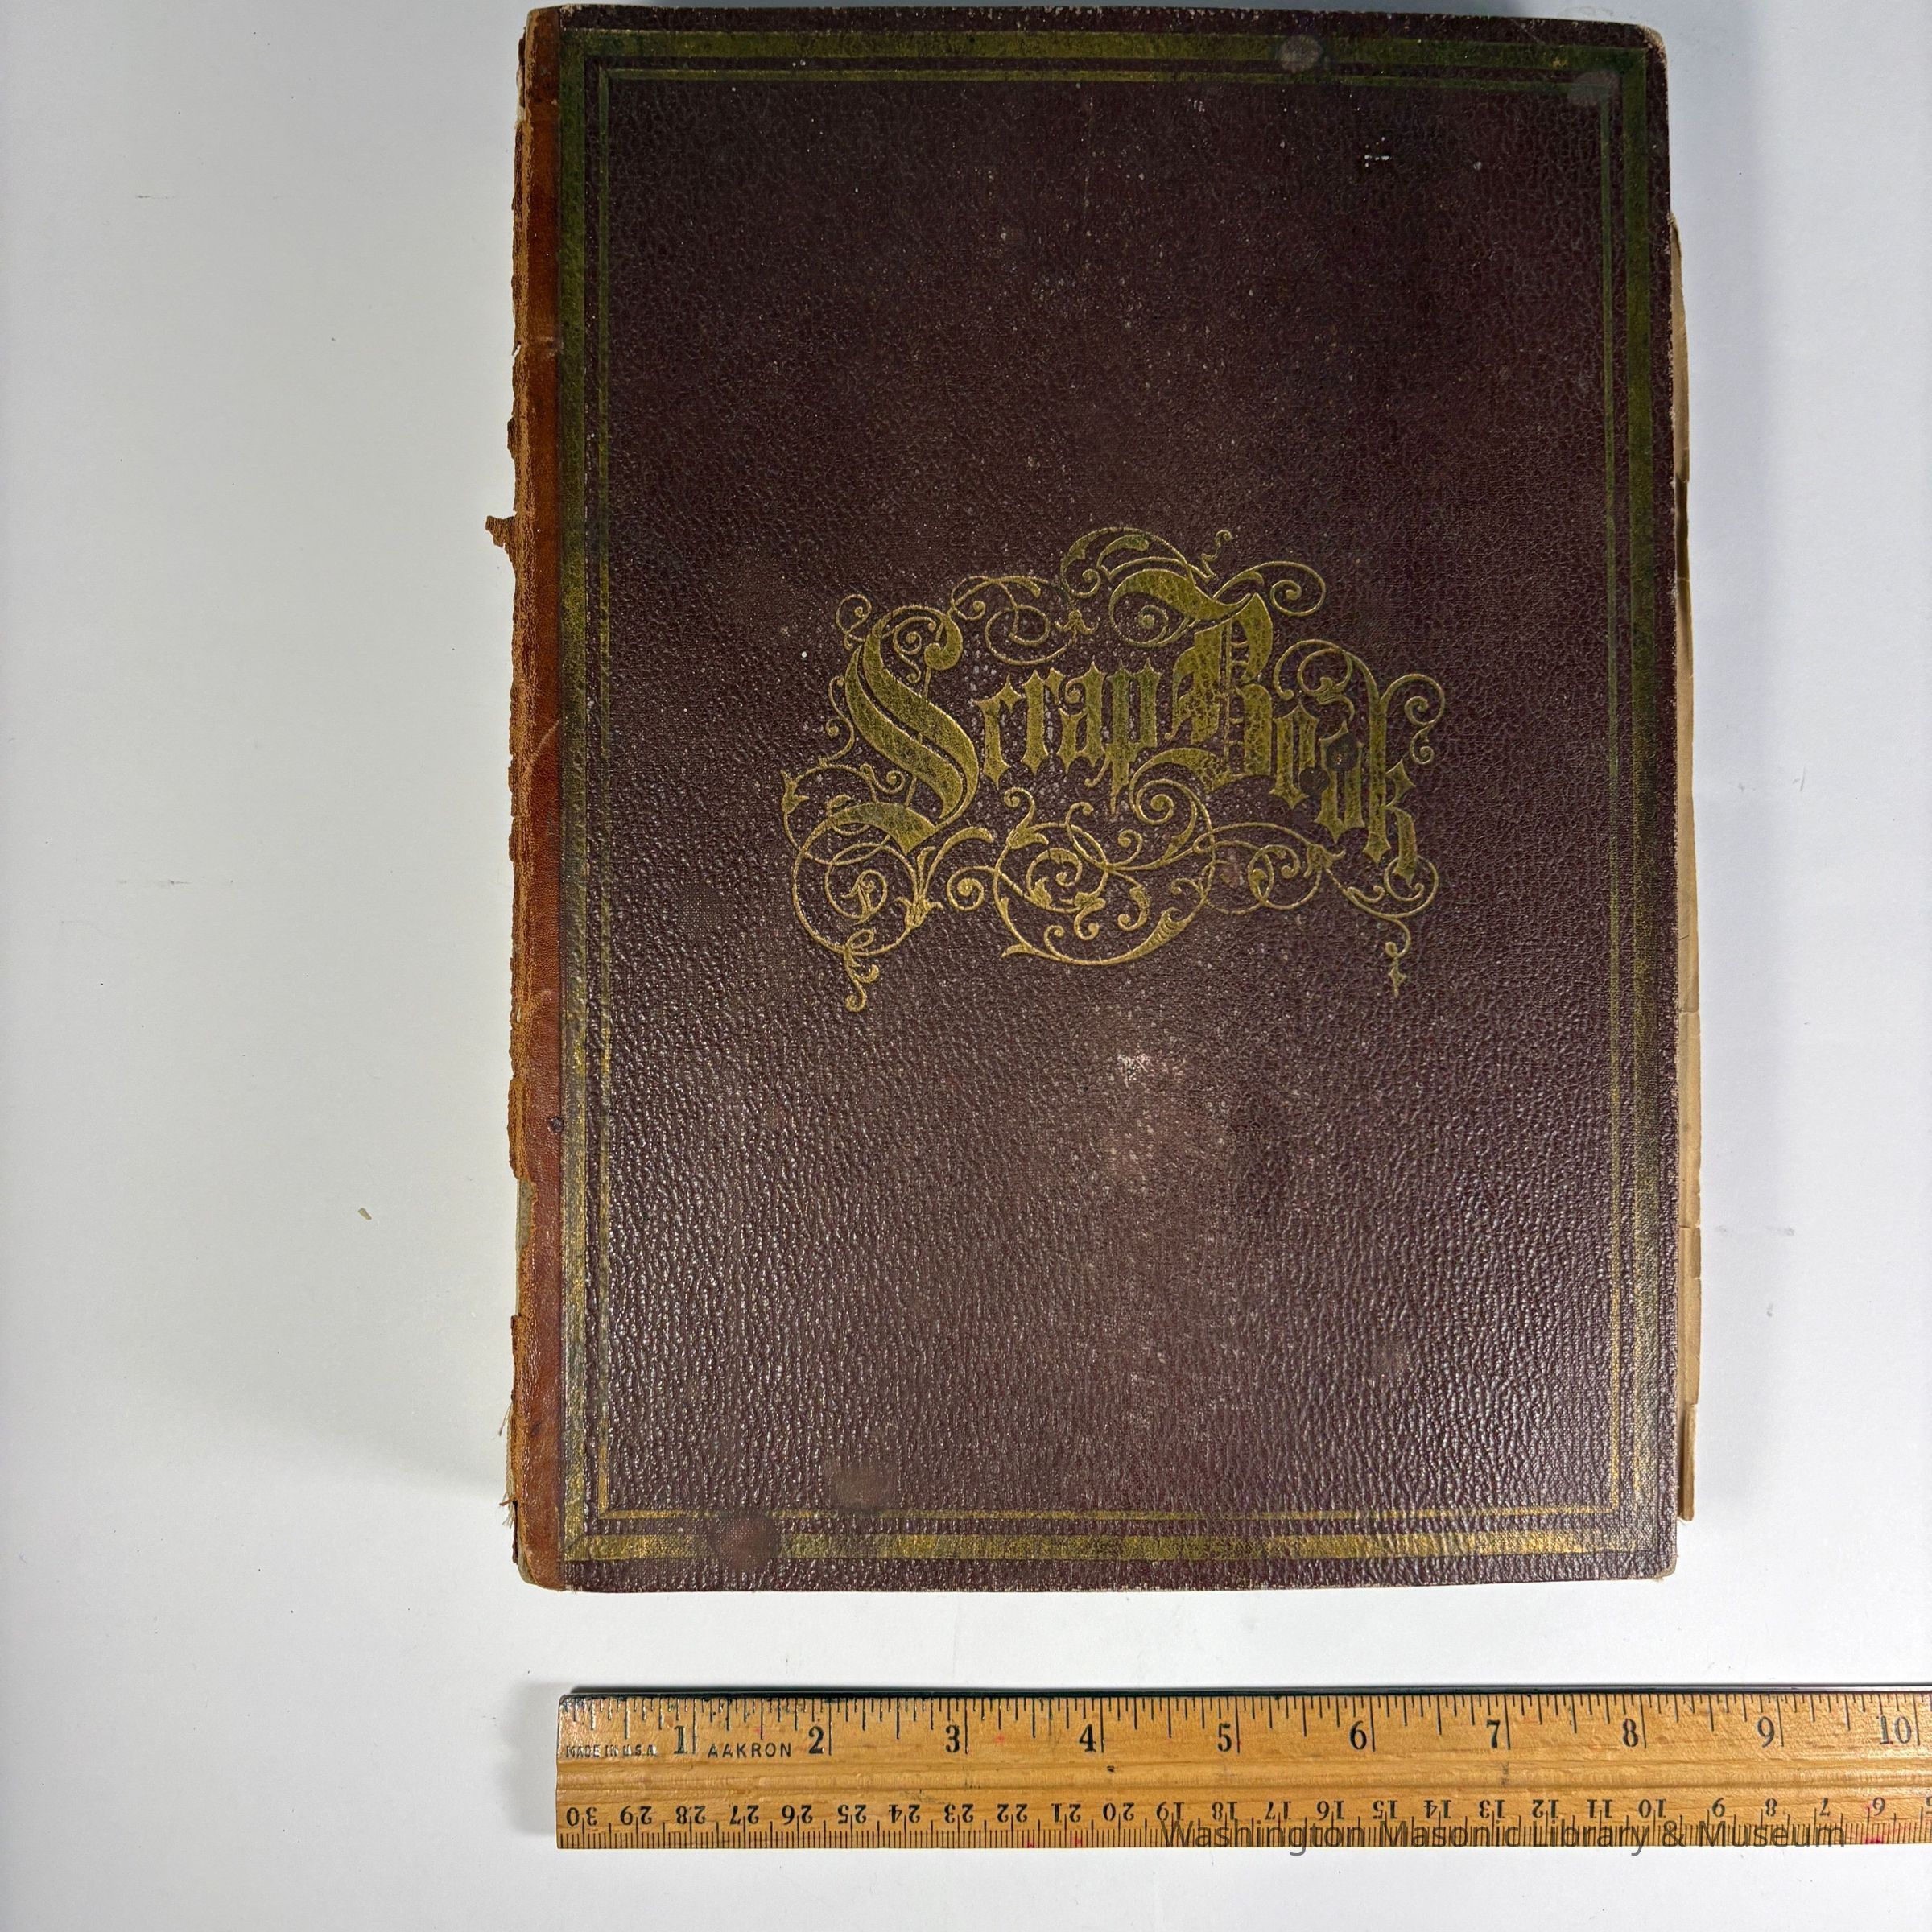 Scrap Book
1 2 3 4 5 6 7 8 9 10
MADE IN U.S.A. AAKRON
30 29 28 27 26 25 24 23 22 21 20 19 18 17 16 15 14 13 12 11 10 9 8 7 6
Washington Masonic Library & Museum